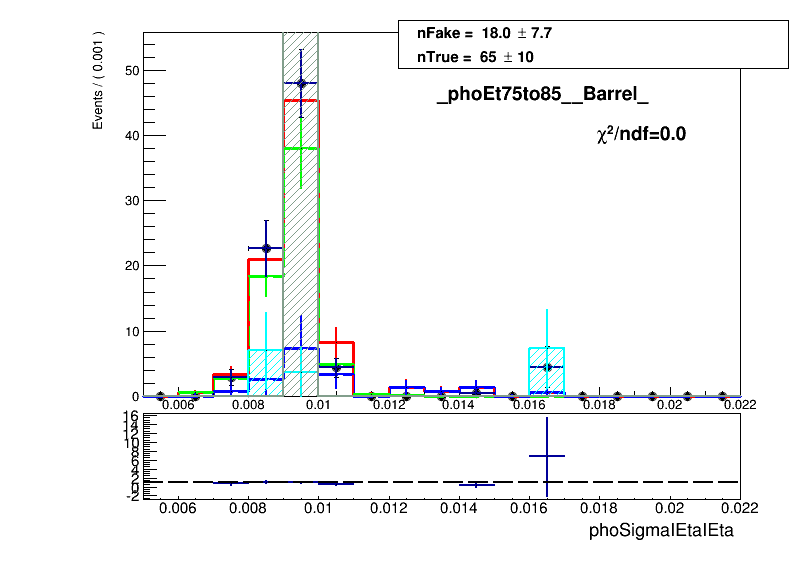 nFake = 18.0 ± 7.7
nTrue = 65 ± 10
Events / ( 0.001 )
_phoEt75to85__Barrel_
χ²/ndf=0.0
50
40
30
20
10
0
0.006 0.008 0.01 0.012 0.014 0.016 0.018 0.02 0.022
16
14
12
10
8
6
4
2
0
-2
0.006 0.008 0.01 0.012 0.014 0.016 0.018 0.02 0.022
phoSigmaIEtaIEta